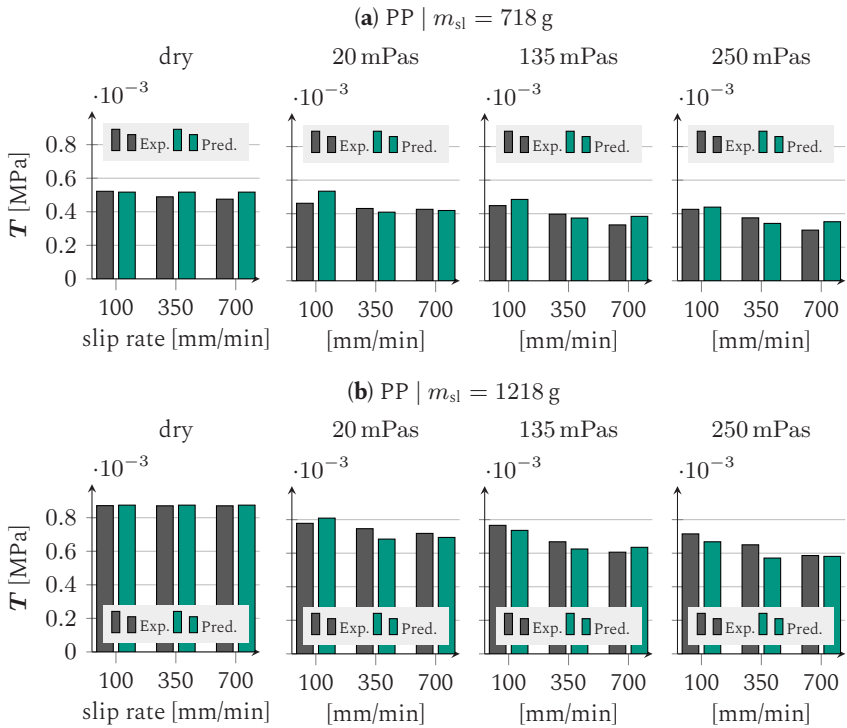 (a) PP | m_sl = 718 g
dry 20 mPas 135 mPas 250 mPas
·10⁻³ ·10⁻³ ·10⁻³ ·10⁻³
Exp. Pred. Exp. Pred. Exp. Pred. Exp. Pred.
0.8
0.6
0.4
0.2
0
T [MPa]
100 350 700 100 350 700 100 350 700 100 350 700
slip rate [mm/min] [mm/min] [mm/min] [mm/min]
(b) PP | m_sl = 1218 g
dry 20 mPas 135 mPas 250 mPas
·10⁻³ ·10⁻³ ·10⁻³ ·10⁻³
0.8
0.6
0.4
0.2
0
T [MPa]
Exp. Pred. Exp. Pred. Exp. Pred. Exp. Pred.
100 350 700 100 350 700 100 350 700 100 350 700
slip rate [mm/min] [mm/min] [mm/min] [mm/min]